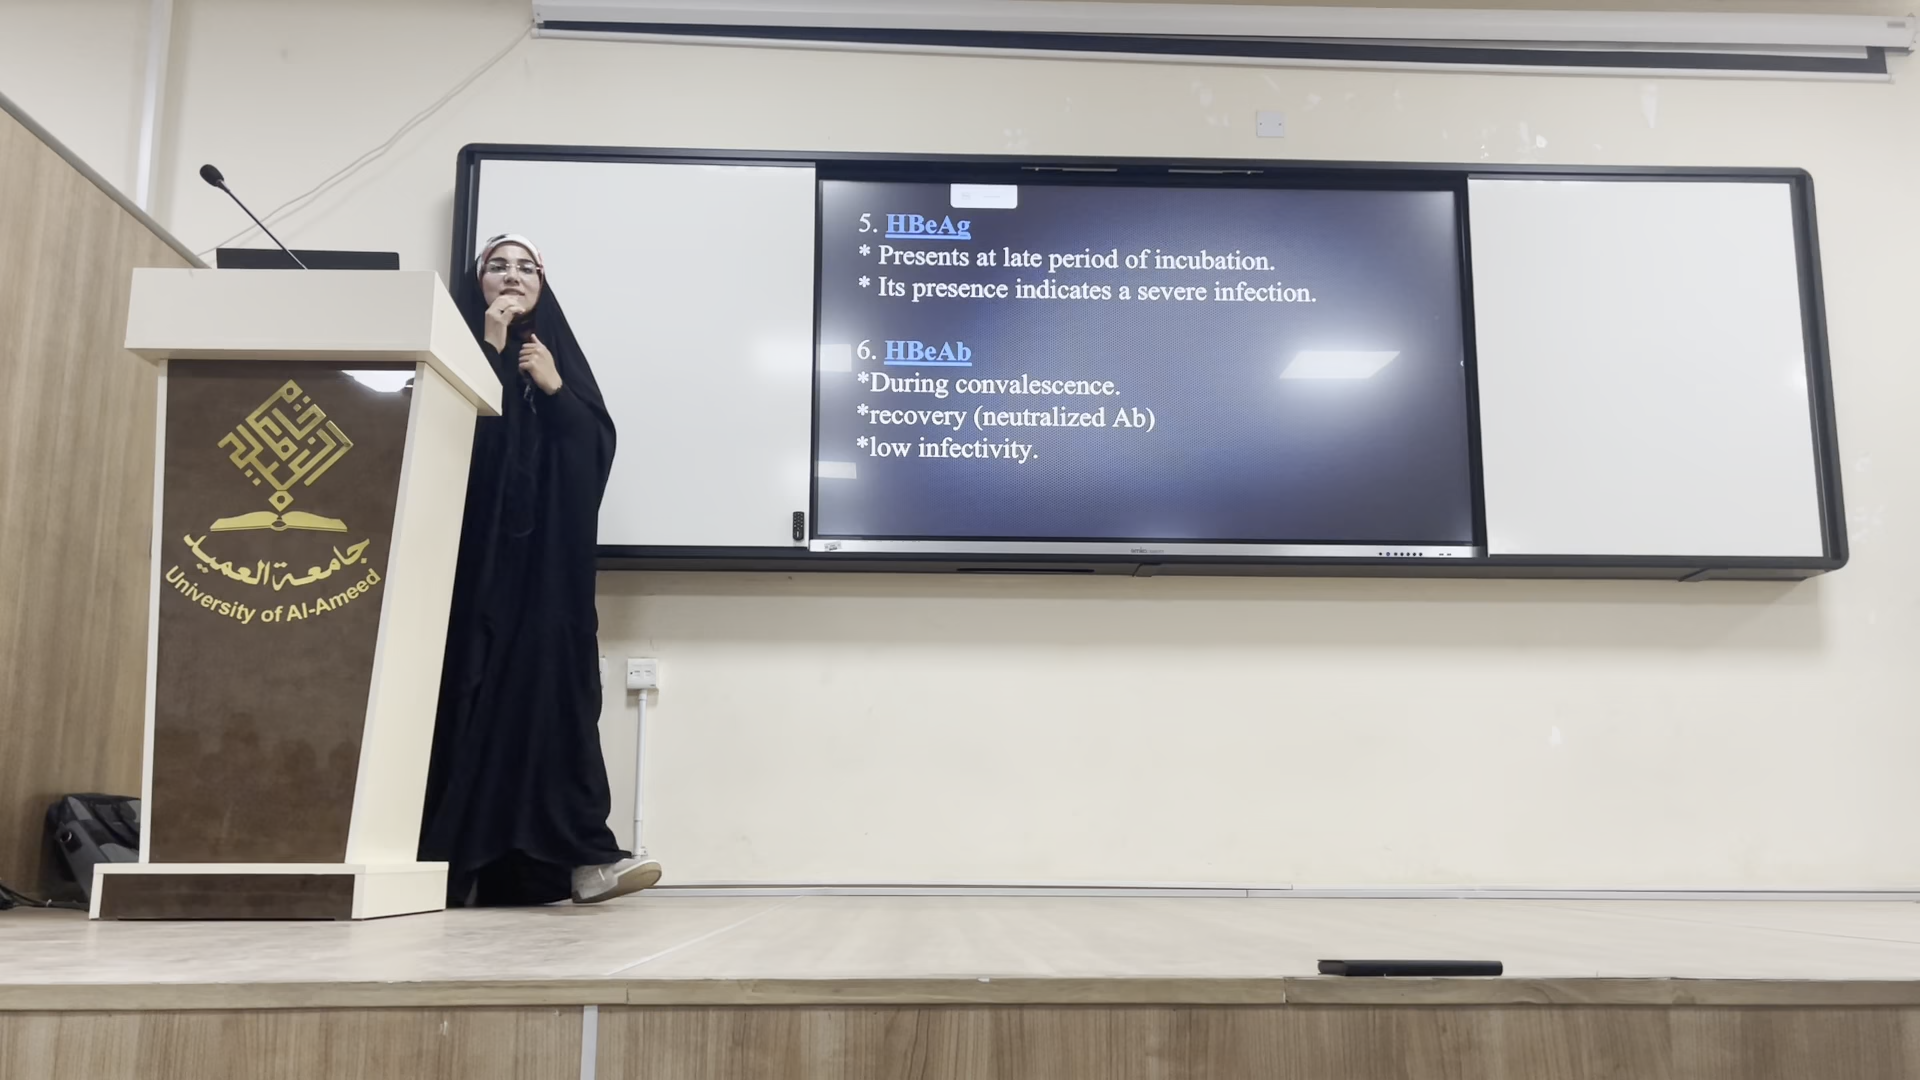 5. HBeAg
* Presents at late period of incubation.
* Its presence indicates a severe infection.
6. HBeAb
*During convalescence.
*recovery (neutralized Ab)
*low infectivity.
جامعة العميد
University of Al-Ameed